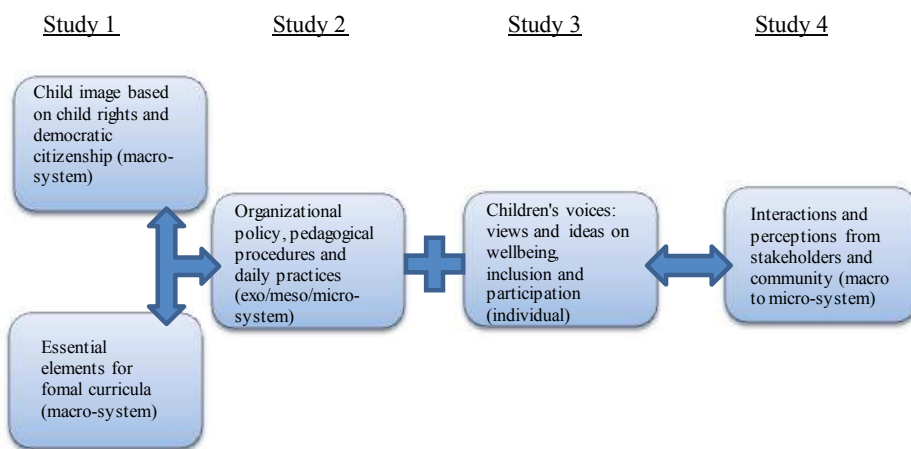 Study 1
Study 2
Study 3
Study 4
Child image based
on child rights and
democratic
citizenship (macro-
system)
Essential
elements for
fomal curricula
(macro-system)
Organizational
policy, pedagogical
procedures and
daily practices
(exo/meso/micro-
system)
Children's voices:
views and ideas on
wellbeing,
inclusion and
participation
(individual)
Interactions and
perceptions from
stakeholders and
community (macro
to micro-system)